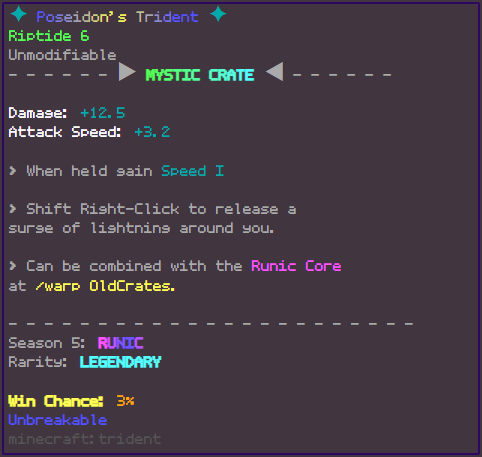 ✦ Poseidon's Trident ✦
Riptide 6
Unmodifiable
- - - - - - ▶ MYSTIC CRATE ◀ - - - - - -
Damage: +12.5
Attack Speed: +3.2
> When held gain Speed I
> Shift Right-Click to release a
surge of lightning around you.
> Can be combined with the Runic Core
at /warp OldCrates.
- - - - - - - - - - - - - - - - - - - - - - -
Season 5: RUNIC
Rarity: LEGENDARY
Win Chance: 3%
Unbreakable
minecraft:trident